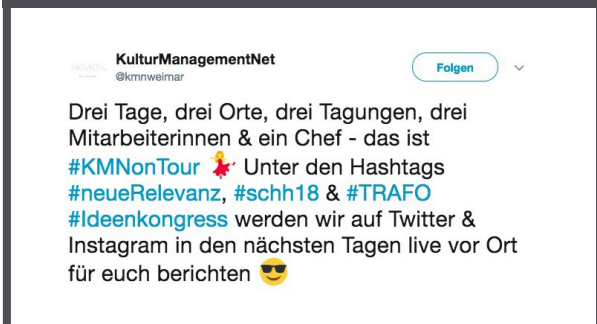 KulturManagementNet
@kmnweimar
Folgen
Drei Tage, drei Orte, drei Tagungen, drei
Mitarbeiterinnen & ein Chef - das ist
#KMNonTour 💃 Unter den Hashtags
#neueRelevanz, #schh18 & #TRAFO
#Ideenkongress werden wir auf Twitter &
Instagram in den nächsten Tagen live vor Ort
für euch berichten 😎